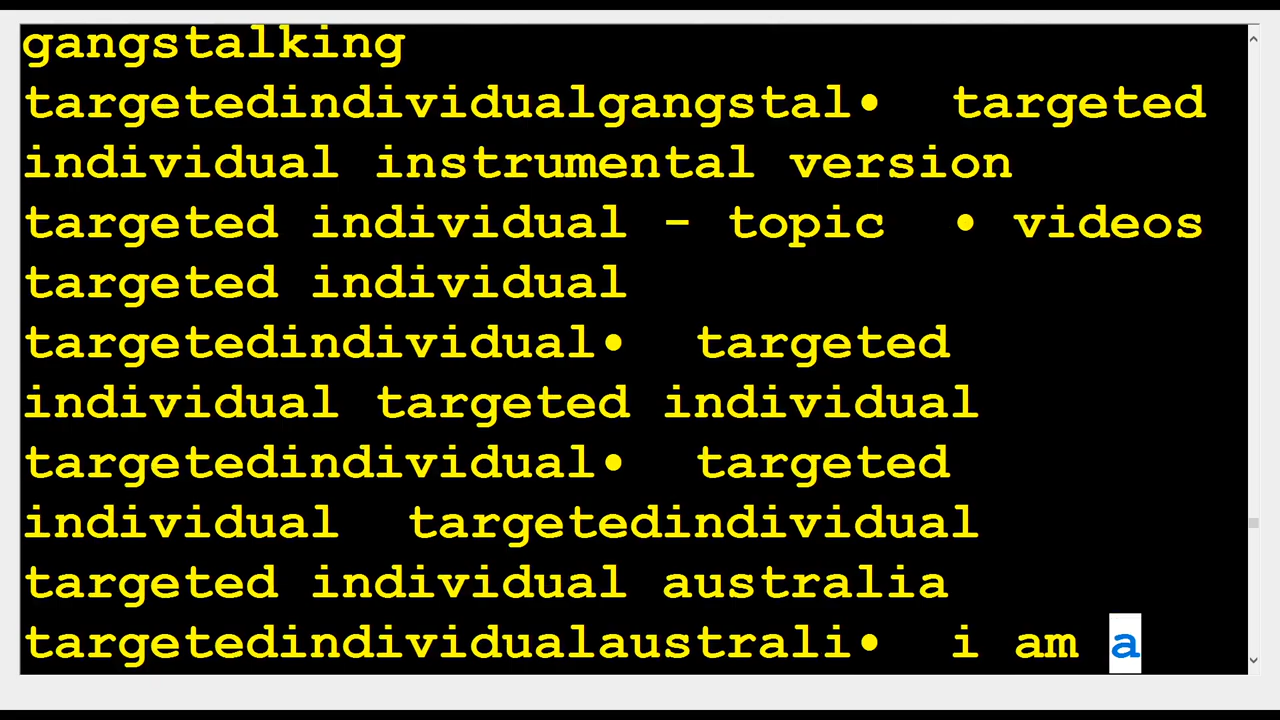 gangstalking
targetedindividualgangstal•  targeted
individual instrumental version
targeted individual - topic  • videos
targeted individual
targetedindividual•  targeted
individual targeted individual
targetedindividual•  targeted
individual  targetedindividual
targeted individual australia
targetedindividualaustrali•  i am a